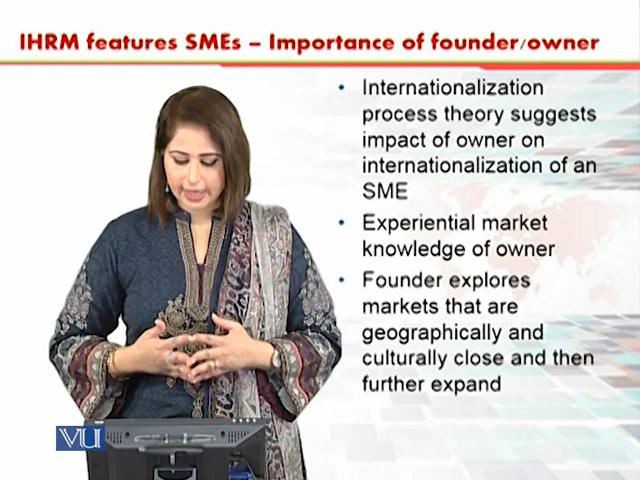 IHRM features SMEs – Importance of founder/owner
• Internationalization
process theory suggests
impact of owner on
internationalization of an
SME
• Experiential market
knowledge of owner
• Founder explores
markets that are
geographically and
culturally close and then
further expand
VU